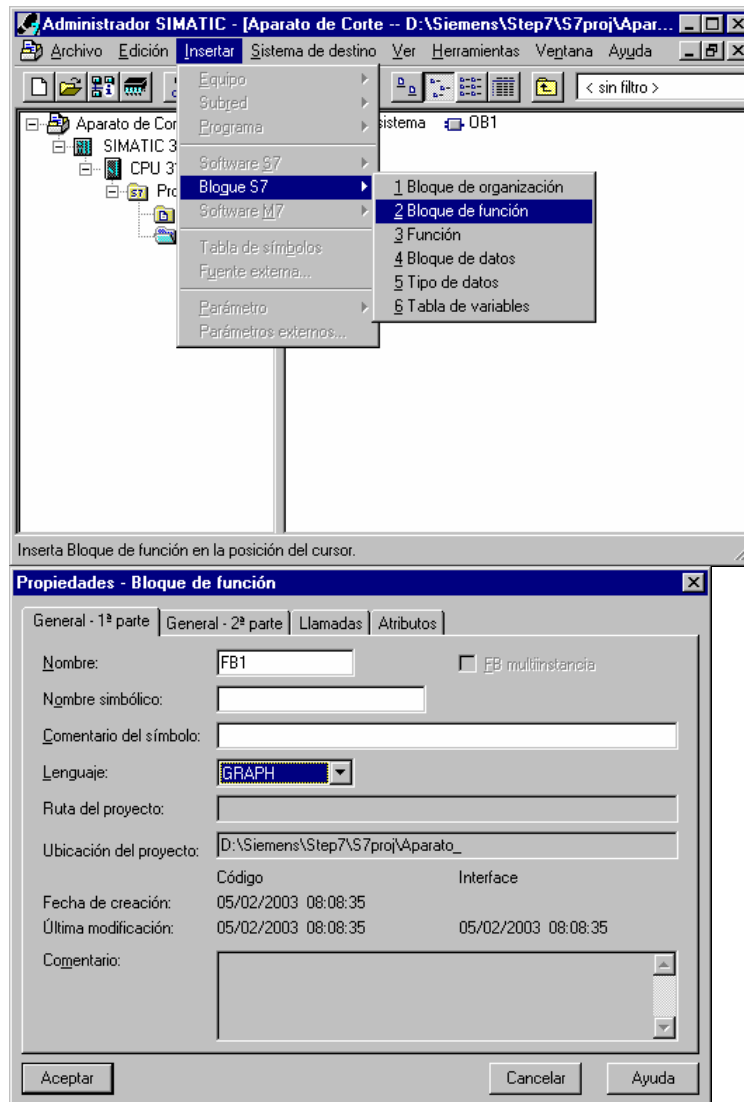 Administrador SIMATIC - [Aparato de Corte -- D:\Siemens\Step7\S7proj\Apar...
Archivo Edición Insertar Sistema de destino Ver Herramientas Ventana Ayuda
< sin filtro >
Aparato de Cor
SIMATIC 3
CPU 3
Pro
Equipo
Subred
Programa
Software S7
Bloque S7
Software M7
Tabla de símbolos
Fuente externa...
Parámetro
Parámetros externos...
sistema OB1
1 Bloque de organización
2 Bloque de función
3 Función
4 Bloque de datos
5 Tipo de datos
6 Tabla de variables
Inserta Bloque de función en la posición del cursor.
Propiedades - Bloque de función
General - 1ª parte General - 2ª parte Llamadas Atributos
Nombre: FB1 FB multiinstancia
Nombre simbólico:
Comentario del símbolo:
Lenguaje: GRAPH
Ruta del proyecto:
Ubicación del proyecto: D:\Siemens\Step7\S7proj\Aparato_
Código Interface
Fecha de creación: 05/02/2003 08:08:35
Última modificación: 05/02/2003 08:08:35 05/02/2003 08:08:35
Comentario:
Aceptar Cancelar Ayuda